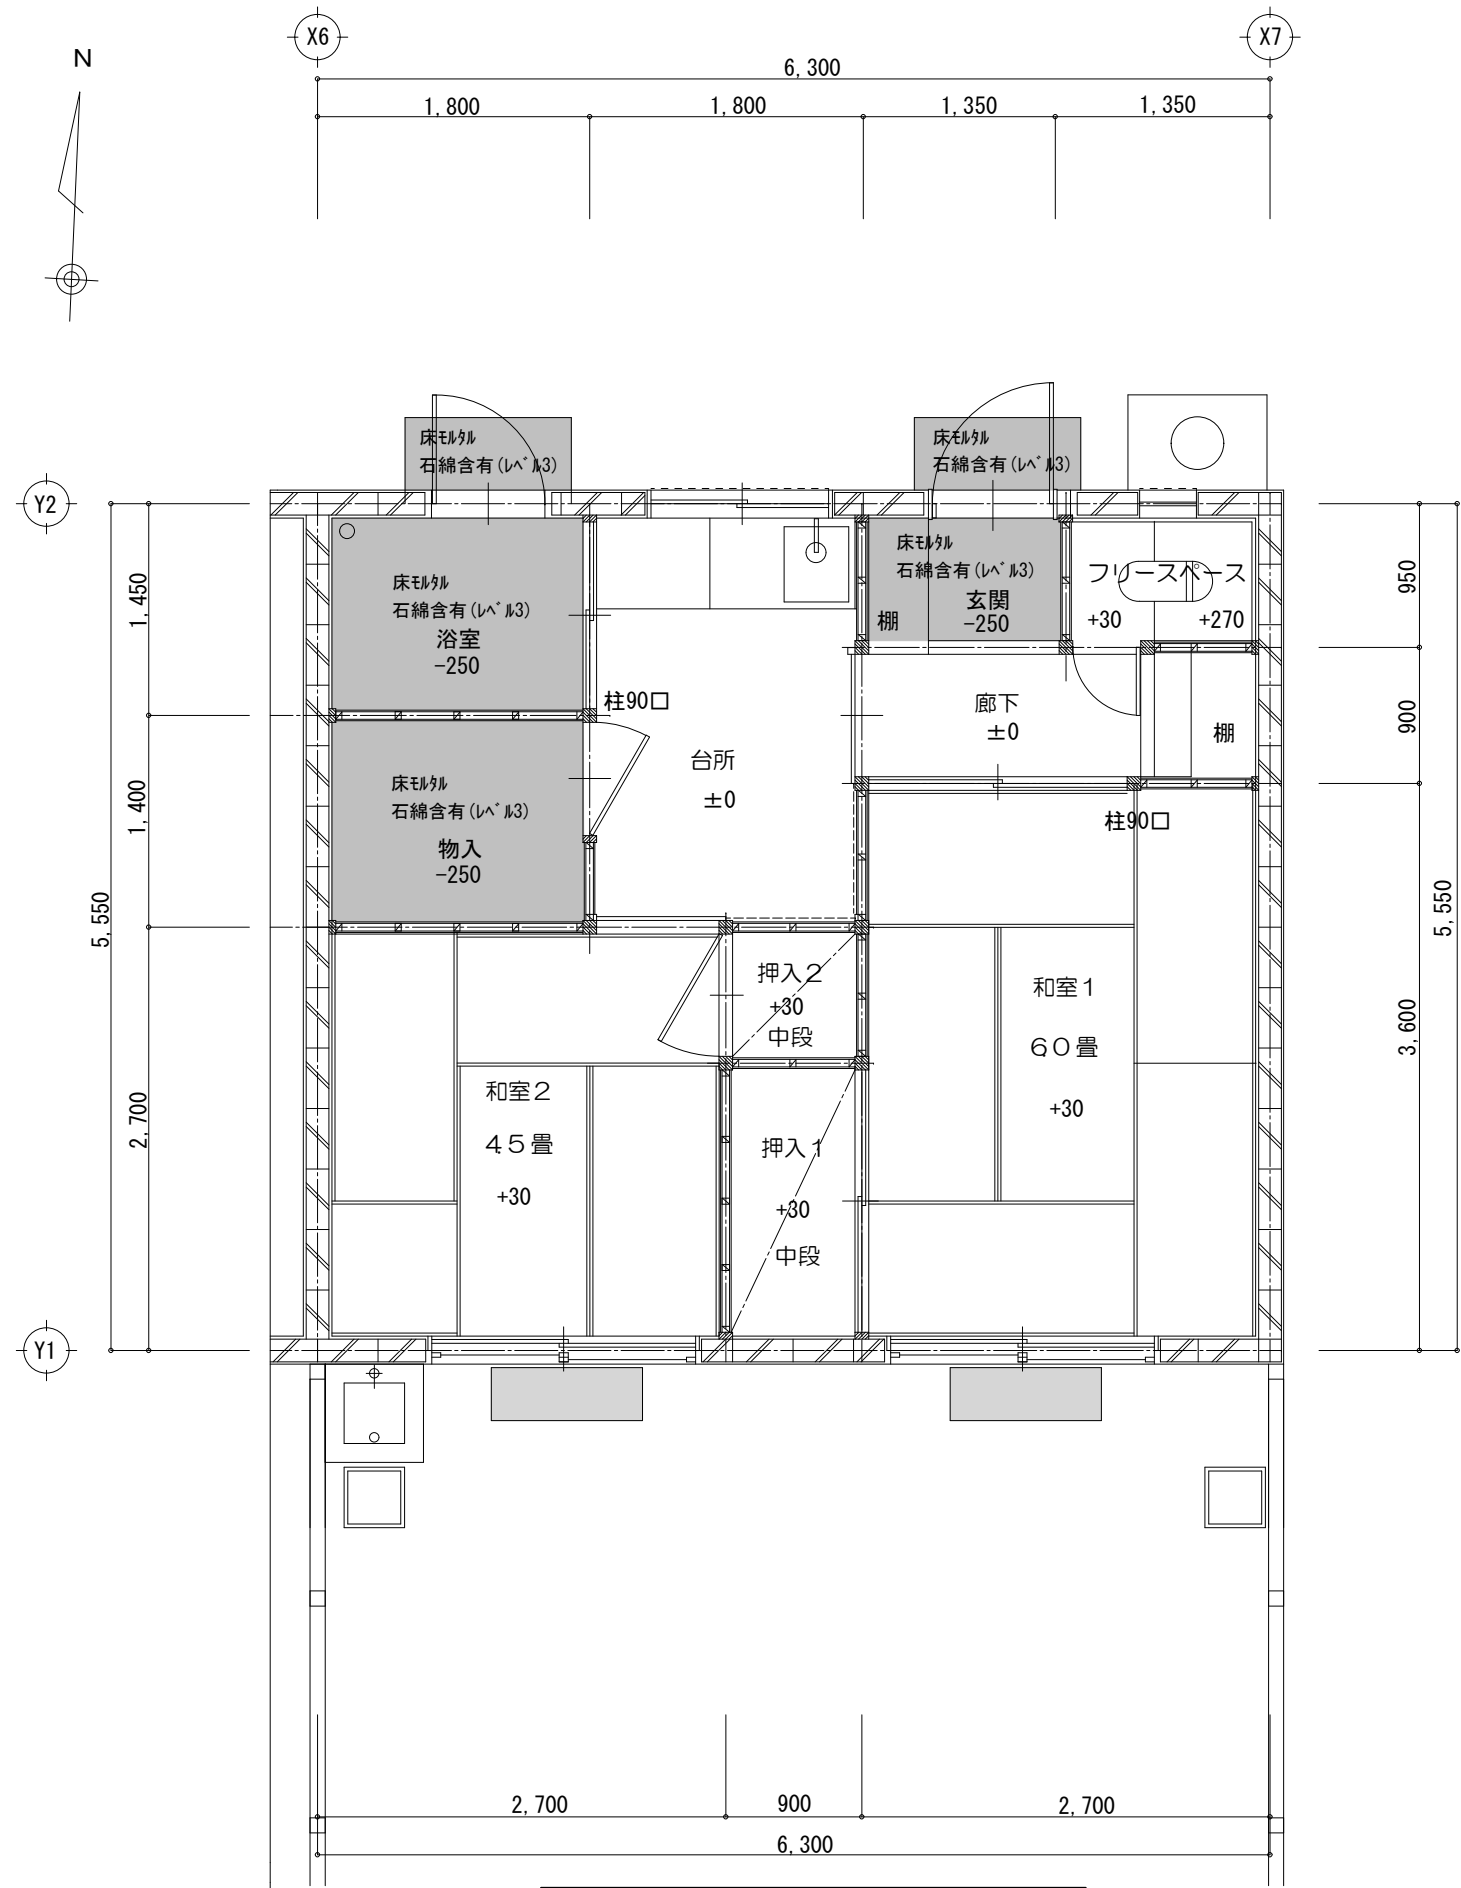 X6
X7
N
6,300
1,800
1,800
1,350
1,350
床ﾓﾙﾀﾙ
石綿含有(ﾚﾍﾞﾙ3)
床ﾓﾙﾀﾙ
石綿含有(ﾚﾍﾞﾙ3)
Y2
床ﾓﾙﾀﾙ
石綿含有(ﾚﾍﾞﾙ3)
浴室
-250
床ﾓﾙﾀﾙ
石綿含有(ﾚﾍﾞﾙ3)
玄関
-250
棚
フリースペース
+30
+270
950
1,450
柱90口
廊下
±0
棚
900
台所
±0
床ﾓﾙﾀﾙ
石綿含有(ﾚﾍﾞﾙ3)
物入
-250
1,400
柱90口
5,550
5,550
押入2
+30
中段
和室1
6.0畳
+30
3,600
和室2
4.5畳
+30
2,700
押入1
+30
中段
Y1
2,700
900
2,700
6,300